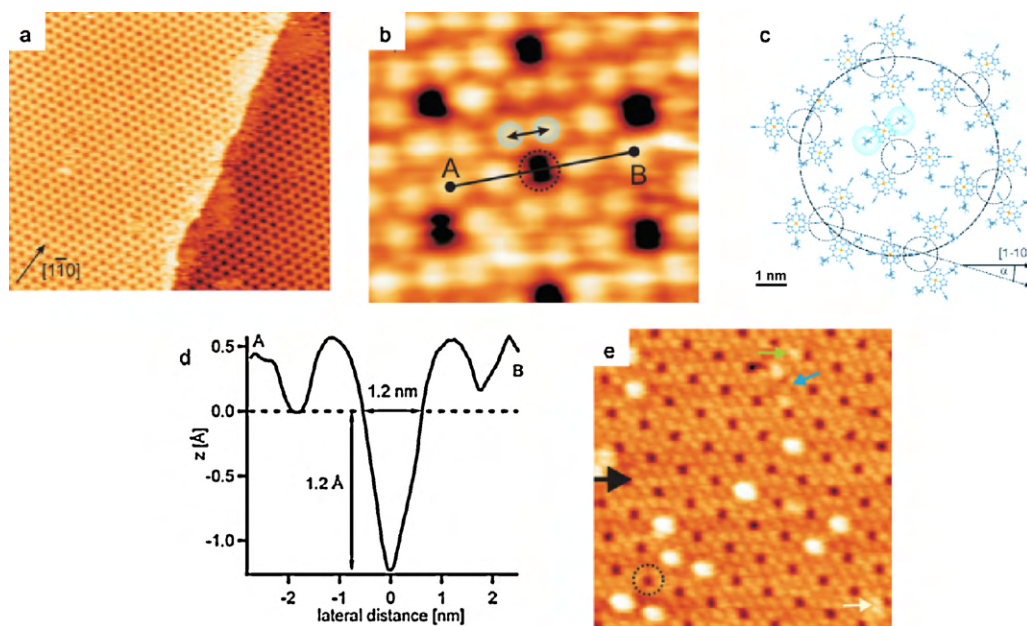 a
[11̅0]
b
A
B
c
[1-10]
α
1 nm
d
0.5
0.0
-0.5
-1.0
z [Å]
A
B
1.2 nm
1.2 Å
-2
-1
0
1
2
lateral distance [nm]
e